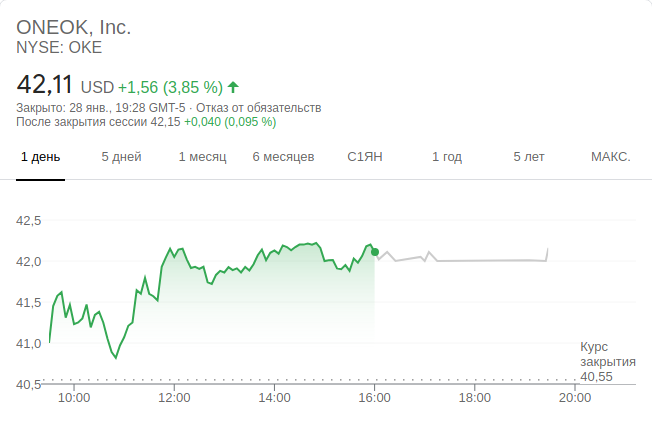 ONEOK, Inc.
NYSE: OKE
42,11 USD +1,56 (3,85 %)
Закрыто: 28 янв., 19:28 GMT-5 · Отказ от обязательств
После закрытия сессии 42,15 +0,040 (0,095 %)
1 день 5 дней 1 месяц 6 месяцев С1ЯН 1 год 5 лет МАКС.
42,5
42,0
41,5
41,0
Курс
закрытия
40,55
40,5
10:00 12:00 14:00 16:00 18:00 20:00